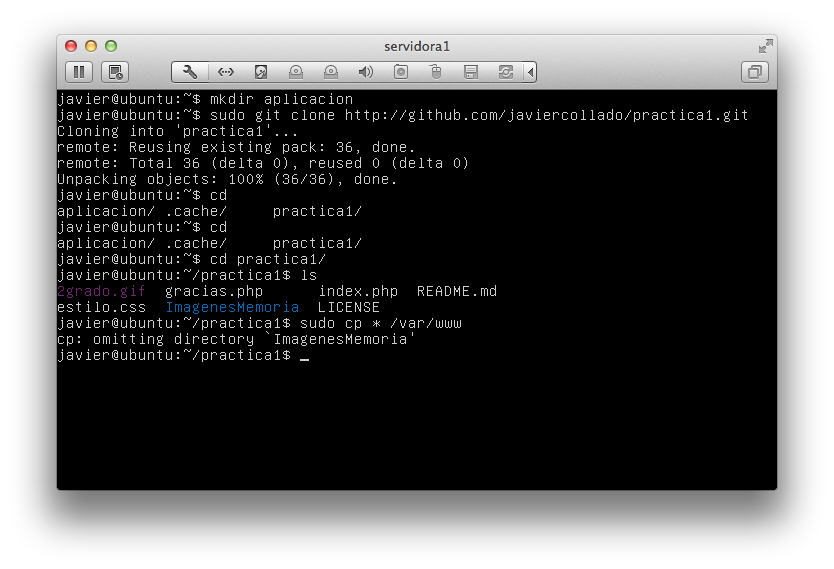 servidora1
javier@ubuntu:~$ mkdir aplicacion
javier@ubuntu:~$ sudo git clone http://github.com/javiercollado/practica1.git
Cloning into 'practica1'...
remote: Reusing existing pack: 36, done.
remote: Total 36 (delta 0), reused 0 (delta 0)
Unpacking objects: 100% (36/36), done.
javier@ubuntu:~$ cd
aplicacion/ .cache/     practica1/
javier@ubuntu:~$ cd
aplicacion/ .cache/     practica1/
javier@ubuntu:~$ cd practica1/
javier@ubuntu:~/practica1$ ls
2grado.gif  gracias.php      index.php  README.md
estilo.css  ImagenesMemoria  LICENSE
javier@ubuntu:~/practica1$ sudo cp * /var/www
cp: omitting directory `ImagenesMemoria'
javier@ubuntu:~/practica1$ _